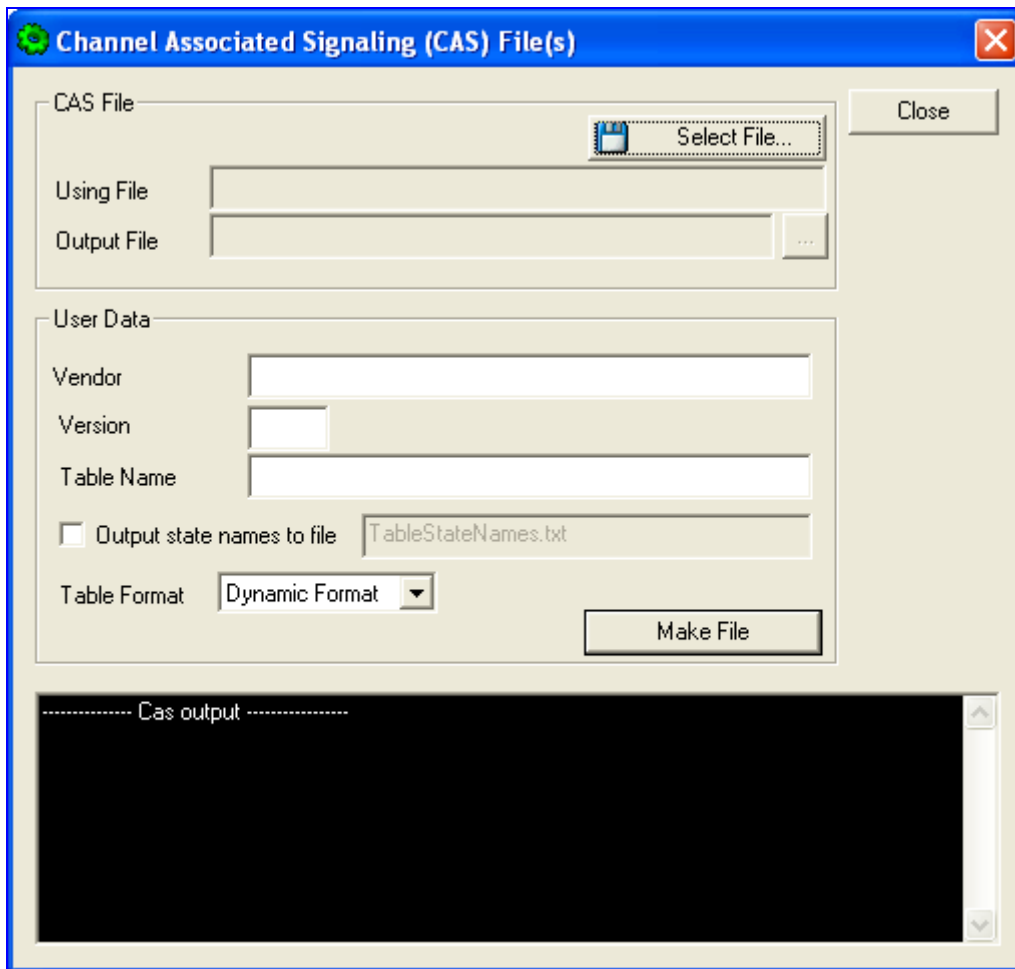 Channel Associated Signaling (CAS) File(s)
CAS File
Close
Select File...
Using File
Output File
...
User Data
Vendor
Version
Table Name
Output state names to file TableStateNames.txt
Table Format Dynamic Format
Make File
--------------- Cas output -----------------